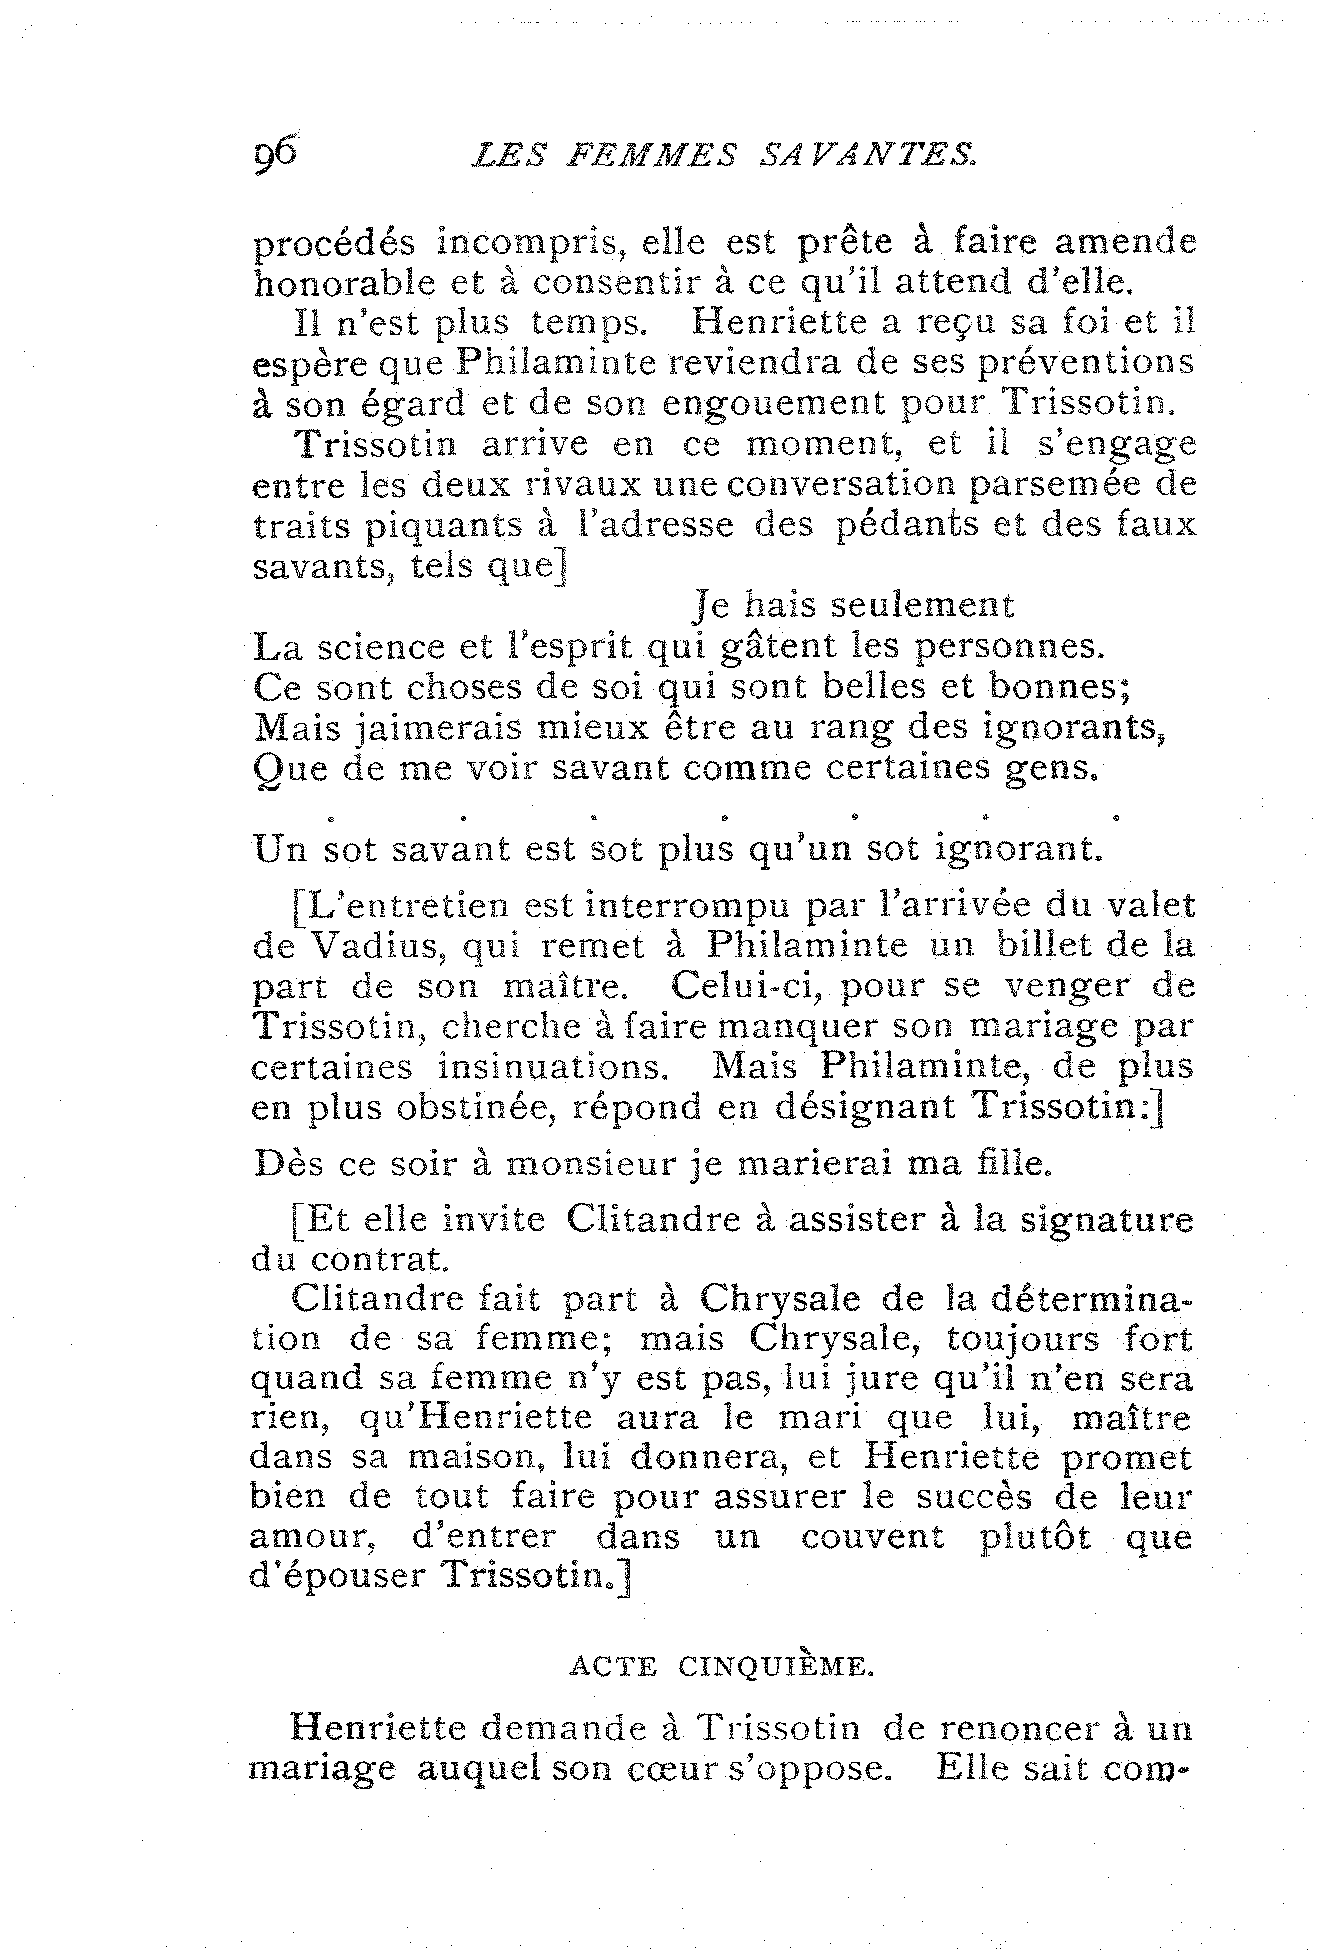 96 LES FEMMES SAVANTES.
procédés incompris, elle est prête à faire amende
honorable et à consentir à ce qu'il attend d'elle.
Il n'est plus temps. Henriette a reçu sa foi et il
espère que Philaminte reviendra de ses préventions
à son égard et de son engouement pour Trissotin.
Trissotin arrive en ce moment, et il s'engage
entre les deux rivaux une conversation parsemée de
traits piquants à l'adresse des pédants et des faux
savants, tels que]
Je hais seulement
La science et l'esprit qui gâtent les personnes.
Ce sont choses de soi qui sont belles et bonnes;
Mais jaimerais mieux être au rang des ignorants,
Que de me voir savant comme certaines gens.
. . . . . . .
Un sot savant est sot plus qu'un sot ignorant.
[L'entretien est interrompu par l'arrivée du valet
de Vadius, qui remet à Philaminte un billet de la
part de son maître. Celui-ci, pour se venger de
Trissotin, cherche à faire manquer son mariage par
certaines insinuations. Mais Philaminte, de plus
en plus obstinée, répond en désignant Trissotin:]
Dès ce soir à monsieur je marierai ma fille.
[Et elle invite Clitandre à assister à la signature
du contrat.
Clitandre fait part à Chrysale de la détermina-
tion de sa femme; mais Chrysale, toujours fort
quand sa femme n'y est pas, lui jure qu'il n'en sera
rien, qu'Henriette aura le mari que lui, maître
dans sa maison, lui donnera, et Henriette promet
bien de tout faire pour assurer le succès de leur
amour, d'entrer dans un couvent plutôt que
d'épouser Trissotin.]
ACTE CINQUIÈME.
Henriette demande à Trissotin de renoncer à un
mariage auquel son cœur s'oppose. Elle sait com-